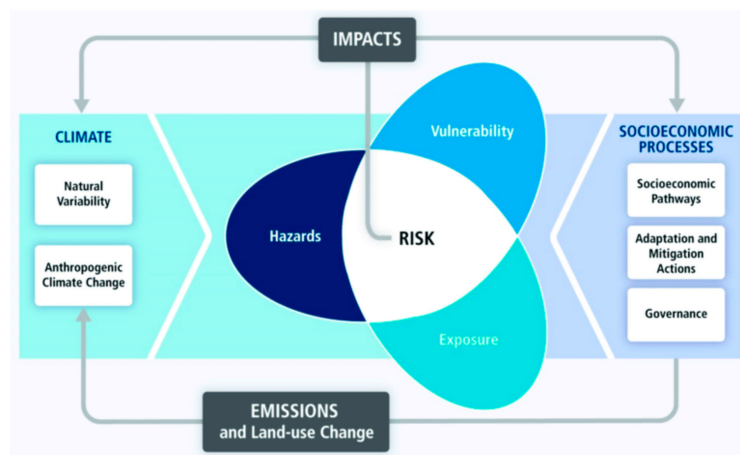 IMPACTS
CLIMATE
Natural
Variability
Anthropogenic
Climate Change
Vulnerability
Hazards
RISK
Exposure
SOCIOECONOMIC
PROCESSES
Socioeconomic
Pathways
Adaptation and
Mitigation
Actions
Governance
EMISSIONS
and Land-use Change